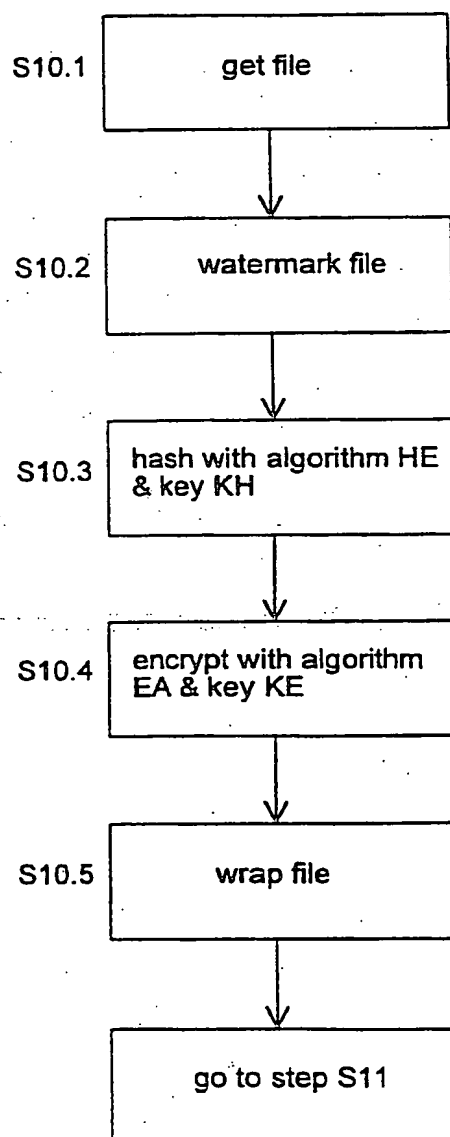 S10.1
get file
S10.2
watermark file
S10.3
hash with algorithm HE
& key KH
S10.4
encrypt with algorithm
EA & key KE
S10.5
wrap file
go to step S11